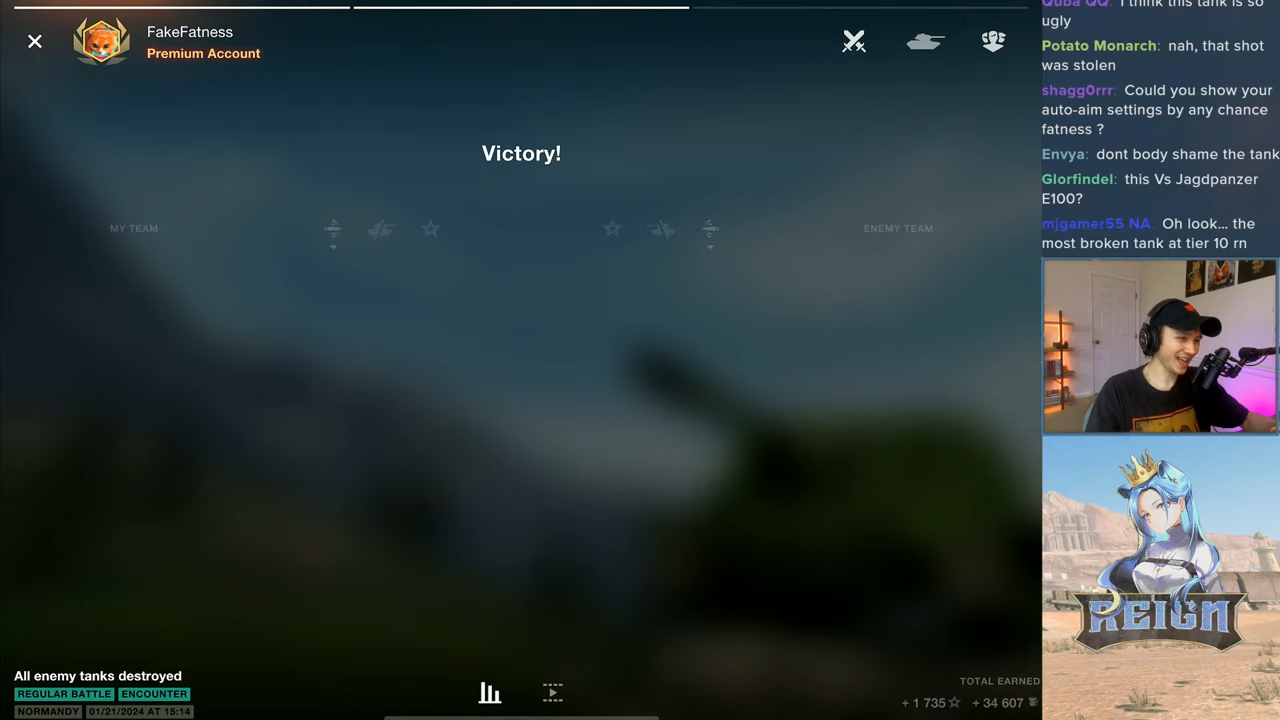 FakeFatness
Premium Account
Victory!
MY TEAM
ENEMY TEAM
All enemy tanks destroyed
REGULAR BATTLE ENCOUNTER
NORMANDY 01/21/2024 AT 15:14
TOTAL EARNED
+ 1 735 + 34 607
Quba QQ: I think this tank is so
ugly
Potato Monarch: nah, that shot
was stolen
shagg0rrr: Could you show your
auto-aim settings by any chance
fatness ?
Envya: dont body shame the tank
Glorfindel: this Vs Jagdpanzer
E100?
mjgamer55 NA: Oh look... the
most broken tank at tier 10 rn
REIGN